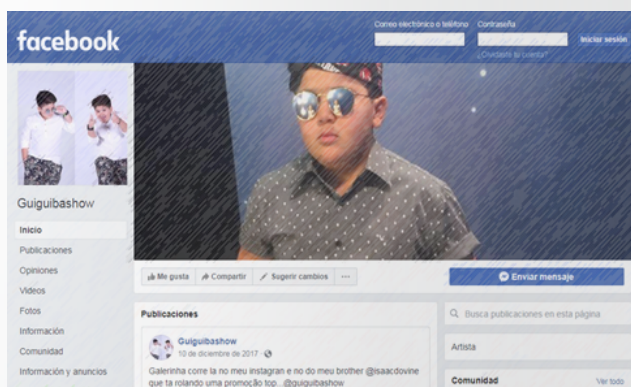 facebook
Correo electrónico o teléfono
Contraseña
Iniciar sesión
¿Olvidaste tu cuenta?
Guiguibashow
Inicio
Publicaciones
Opiniones
Videos
Fotos
Información
Comunidad
Información y anuncios
Me gusta
Compartir
Sugerir cambios
Enviar mensaje
Publicaciones
Guiguibashow
10 de diciembre de 2017
Galerinha corre la no meu instagran e no do meu brother @isaacdovine
que ta rolando uma promoção top...@guiguibashow
Busca publicaciones en esta página
Artista
Comunidad
Ver todo